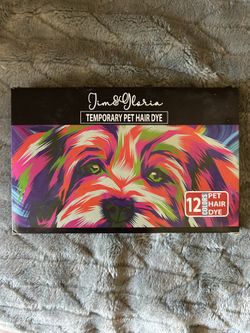 Jim&Gloria
TEMPORARY PET HAIR DYE
12 COLORS PET
HAIR
DYE